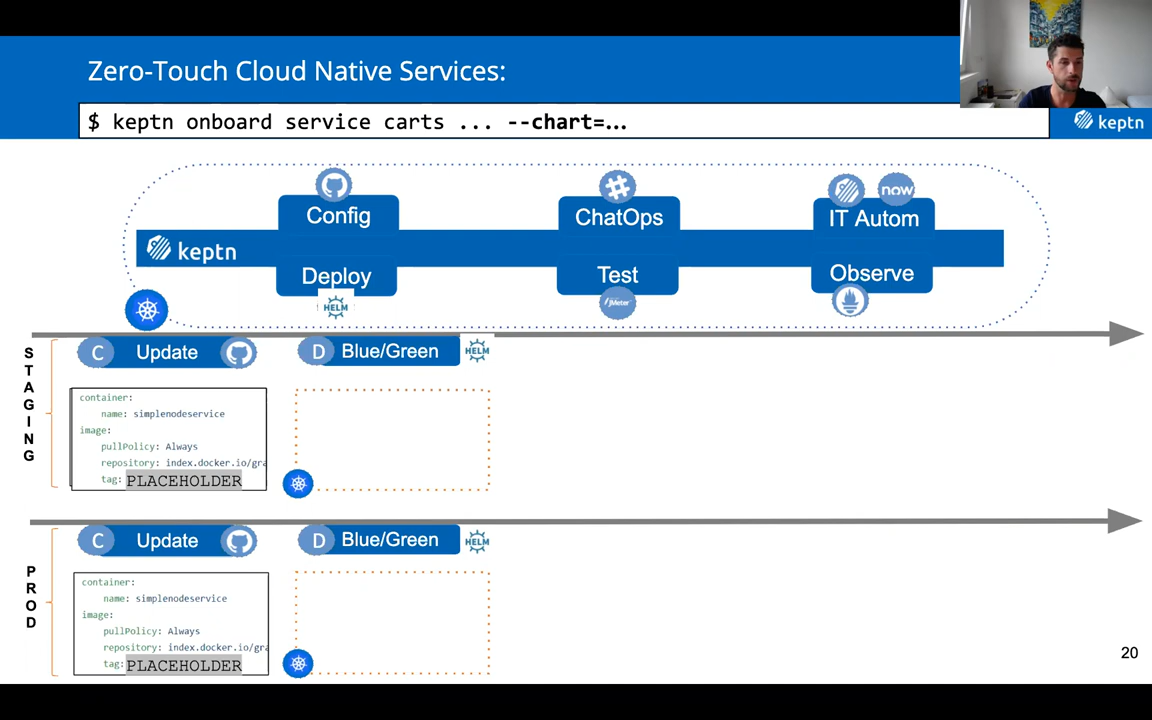 Zero-Touch Cloud Native Services:
$ keptn onboard service carts ... --chart=...
keptn
Config
ChatOps
now
IT Autom
keptn
Deploy
Test
Observe
HELM
JMeter
STAGING
C Update
D Blue/Green
HELM
container:
name: simplenodeservice
image:
pullPolicy: Always
repository: index.docker.io/gra
tag: PLACEHOLDER
PROD
C Update
D Blue/Green
HELM
container:
name: simplenodeservice
image:
pullPolicy: Always
repository: index.docker.io/gra
tag: PLACEHOLDER
20